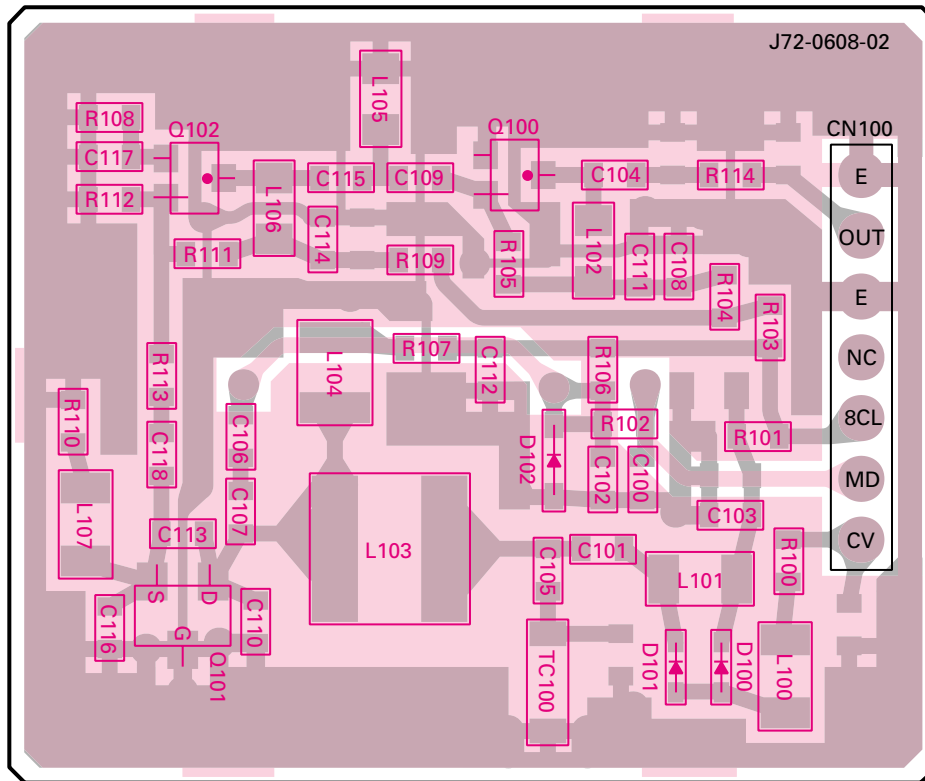 J72-0608-02
CN100
L105
R108
Q102
Q100
C117
R112
C115
C109
C104
R114
E
L106
C114
L102
OUT
R111
R109
R105
C111
C108
R104
E
R103
L104
R107
C112
R106
NC
R113
R110
C106
D102
R102
R101
8CL
C118
C107
C102
C100
MD
L107
C113
L103
C103
C101
R100
CV
C105
L101
S
D
G
C116
C110
Q101
TC100
D101
D100
L100